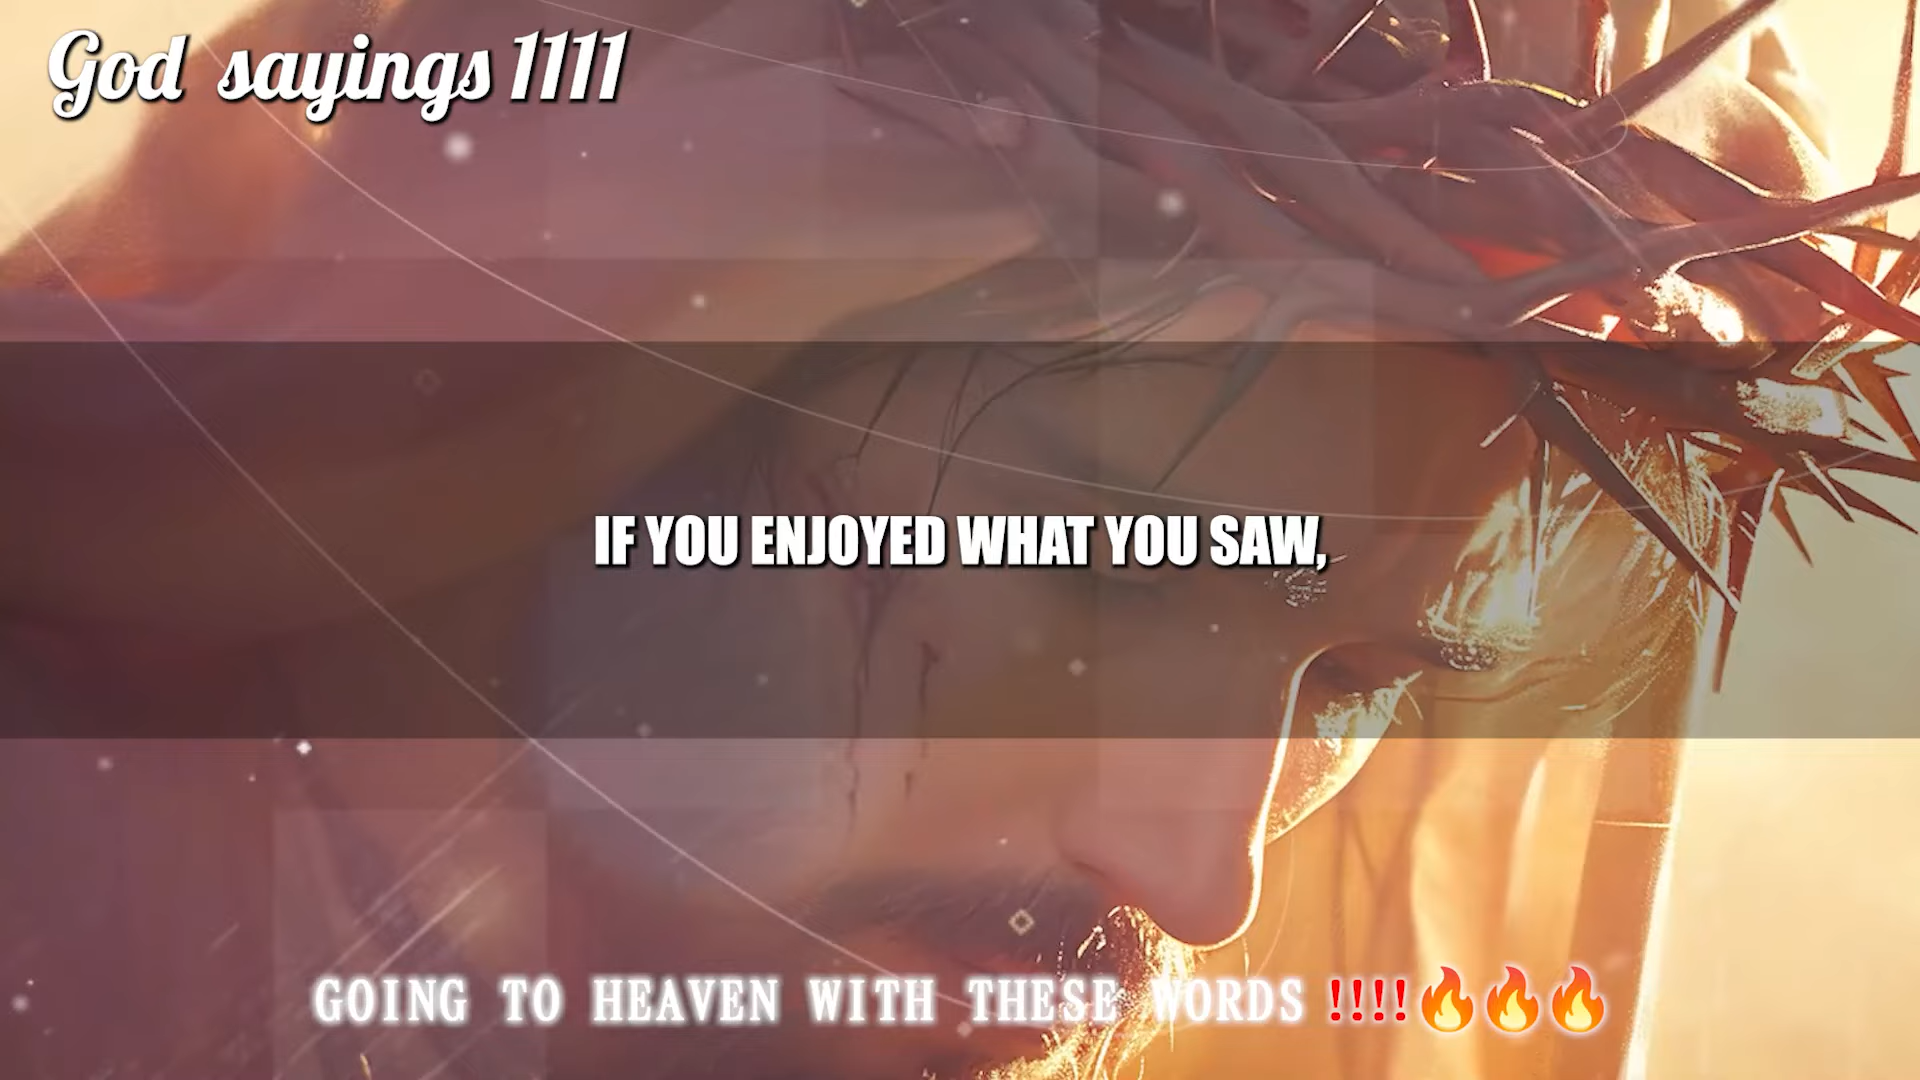 God sayings 1111
IF YOU ENJOYED WHAT YOU SAW,
GOING TO HEAVEN WITH THESE WORDS !!!!🔥🔥🔥